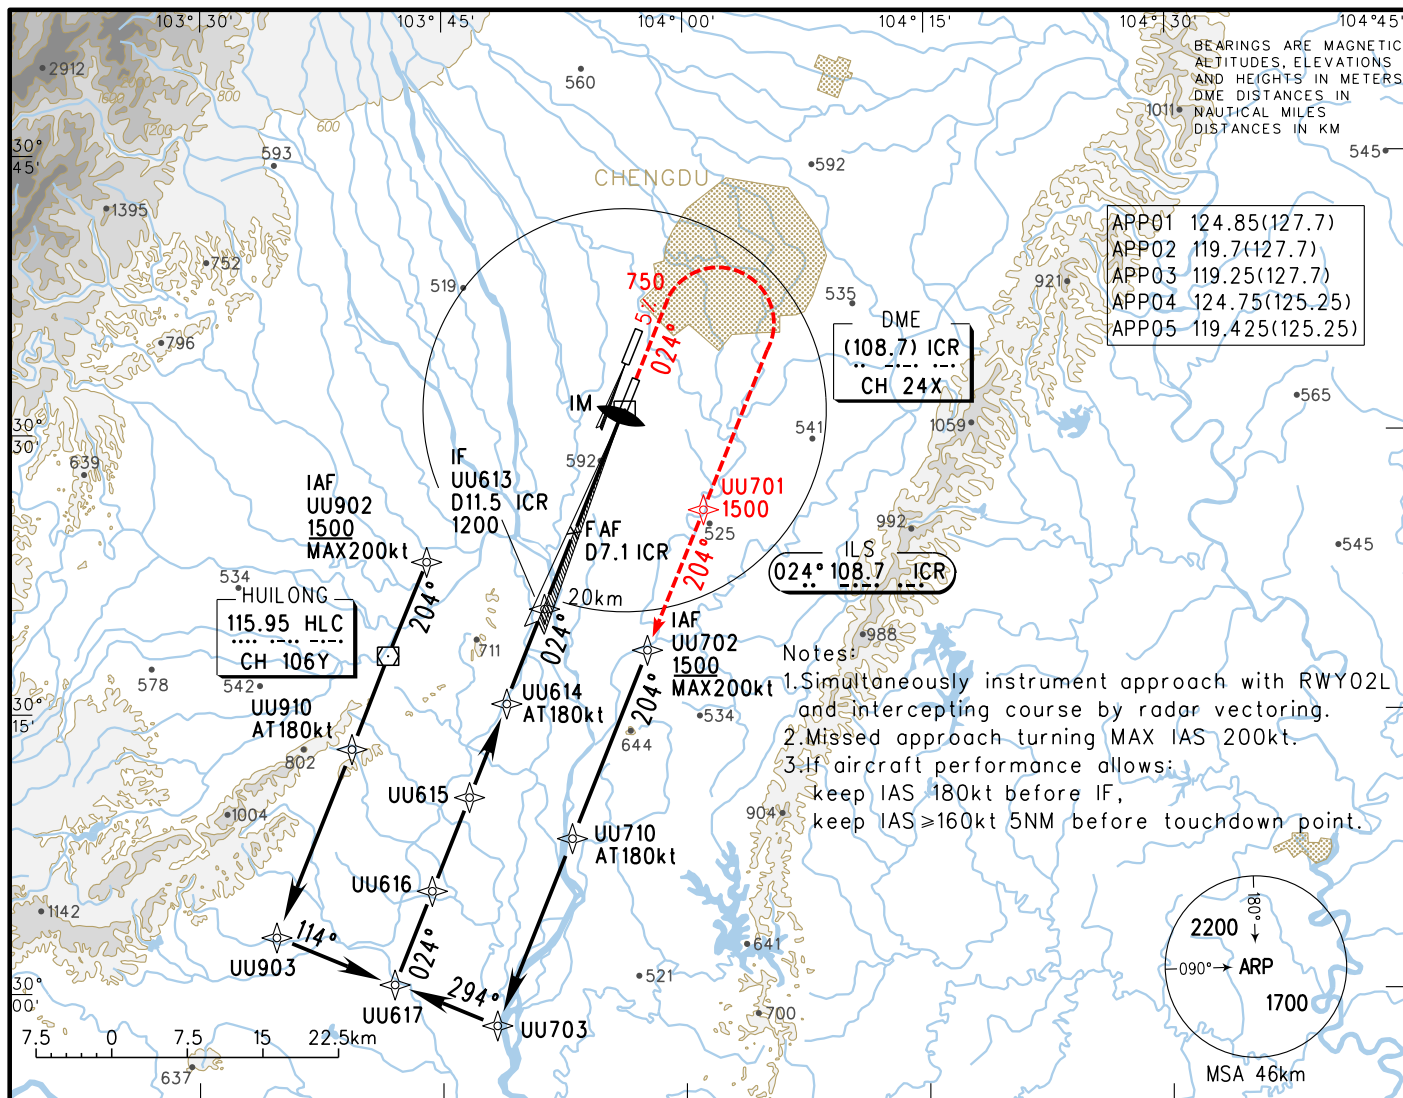 103°30'
103°45'
104°00'
104°15'
104°30'
104°45'
BEARINGS ARE MAGNETIC
ALTITUDES, ELEVATIONS
AND HEIGHTS IN METERS
DME DISTANCES IN
NAUTICAL MILES
DISTANCES IN KM
2912
1600
2000
800
1200
600
560
593
592
1011
545
30°
45'
1395
CHENGDU
752
519
535
921
796
APP01 124.85(127.7)
APP02 119.7(127.7)
APP03 119.25(127.7)
APP04 124.75(125.25)
APP05 119.425(125.25)
750
5%
024°
DME
(108.7) ICR
CH 24X
IM
565
1059
541
30°
30'
639
592
IF
UU613
D11.5 ICR
1200
IAF
UU902
1500
MAX200kt
FAF
D7.1 ICR
UU701
1500
525
992
545
ILS
024° 108.7 ICR
534
HUILONG
115.95 HLC
CH 106Y
204°
20km
024°
204°
711
988
IAF
UU702
1500
MAX200kt
578
542
UU910
AT180kt
UU614
AT180kt
204°
534
644
30°
15'
802
Notes:
1.Simultaneously instrument approach with RWY02L
and intercepting course by radar vectoring.
2.Missed approach turning MAX IAS 200kt.
3.If aircraft performance allows:
keep IAS 180kt before IF,
keep IAS≥160kt 5NM before touchdown point.
1004
UU615
904
UU710
AT180kt
UU616
1142
114°
UU903
024°
641
521
294°
UU617
UU703
700
30°
00'
2200
180°
090°
ARP
1700
MSA 46km
7.5 0 7.5 15 22.5km
637